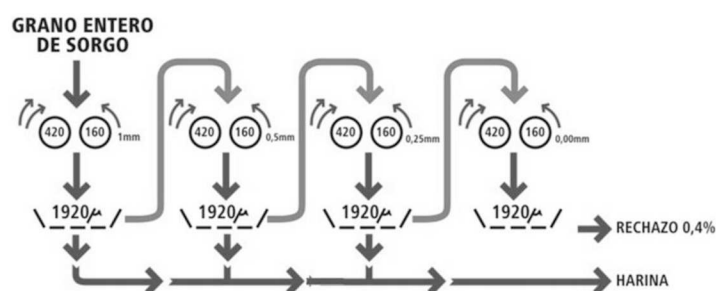 GRANO ENTERO
DE SORGO
420 160 1mm
420 160 0,5mm
420 160 0,25mm
420 160 0,00mm
1920μ
1920μ
1920μ
1920μ
RECHAZO 0,4%
HARINA